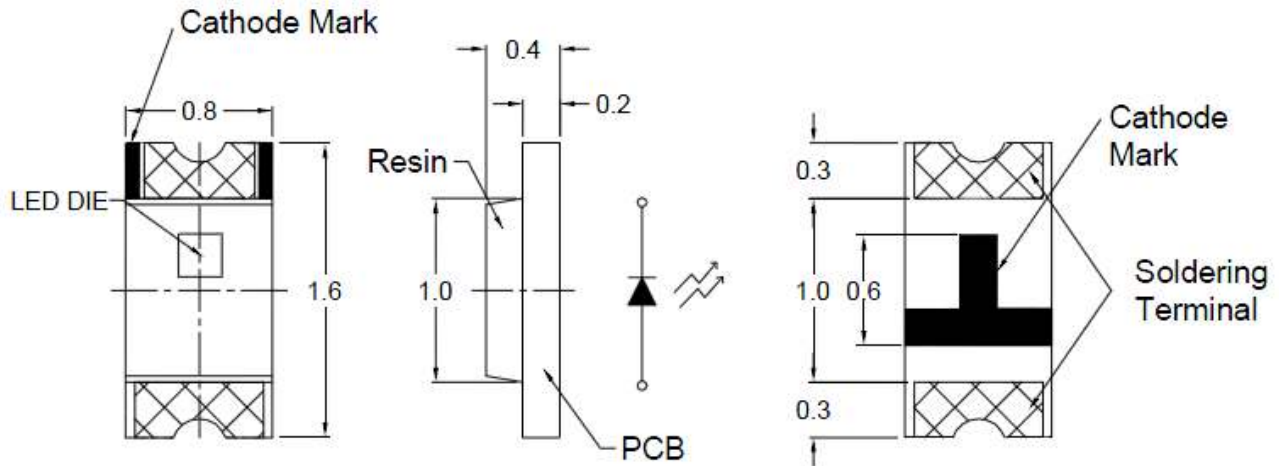 Cathode Mark
0.8
LED DIE
1.6
0.4
0.2
Resin
1.0
PCB
Cathode
Mark
0.3
1.0
0.6
0.3
Soldering
Terminal